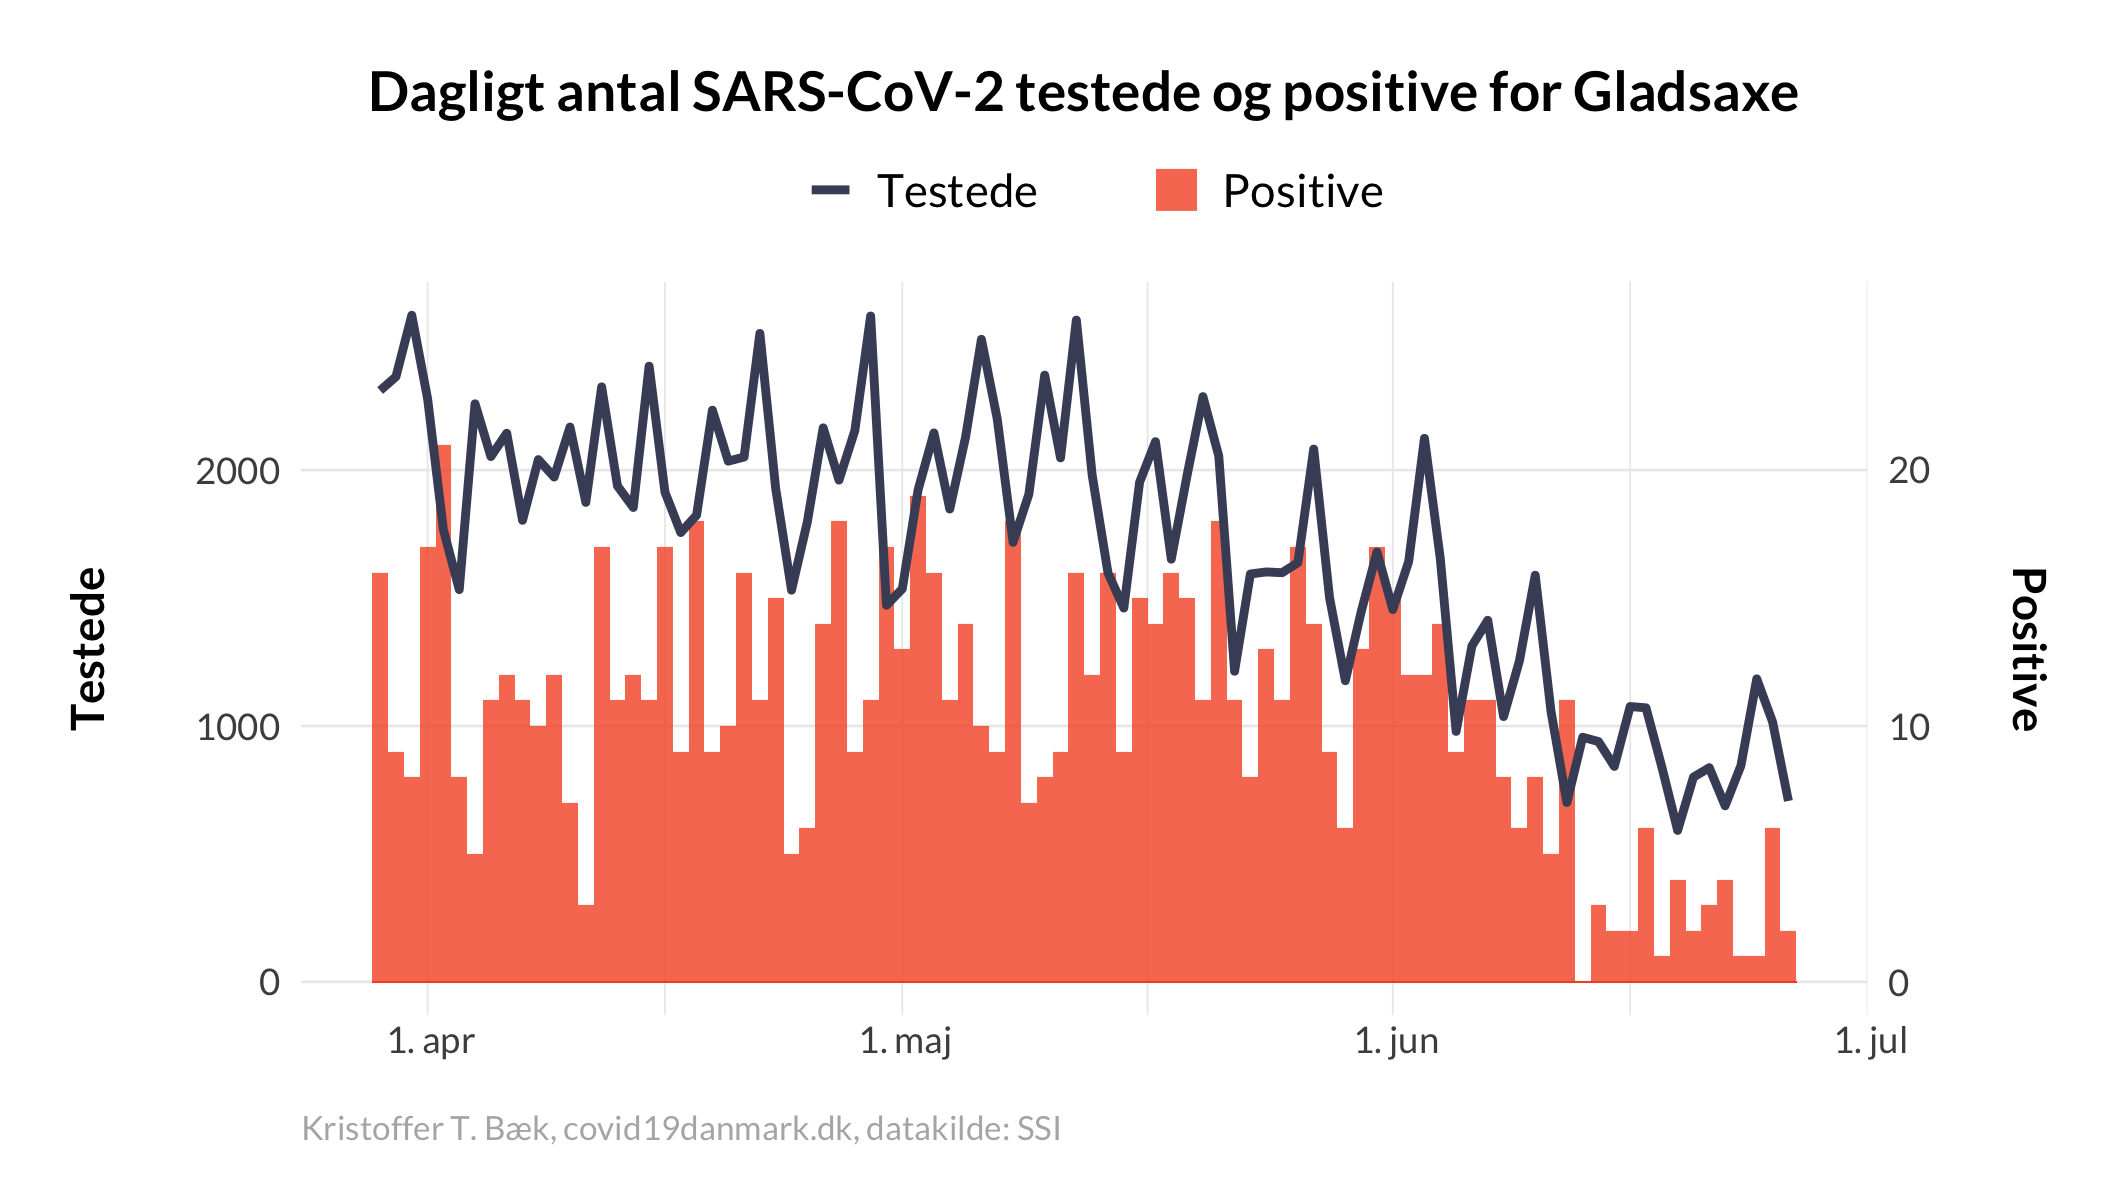 Dagligt antal SARS-CoV-2 testede og positive for Gladsaxe
Testede
Positive
Testede
2000
1000
0
20
10
0
Positive
1. apr
1. maj
1. jun
1. jul
Kristoffer T. Bæk, covid19danmark.dk, datakilde: SSI